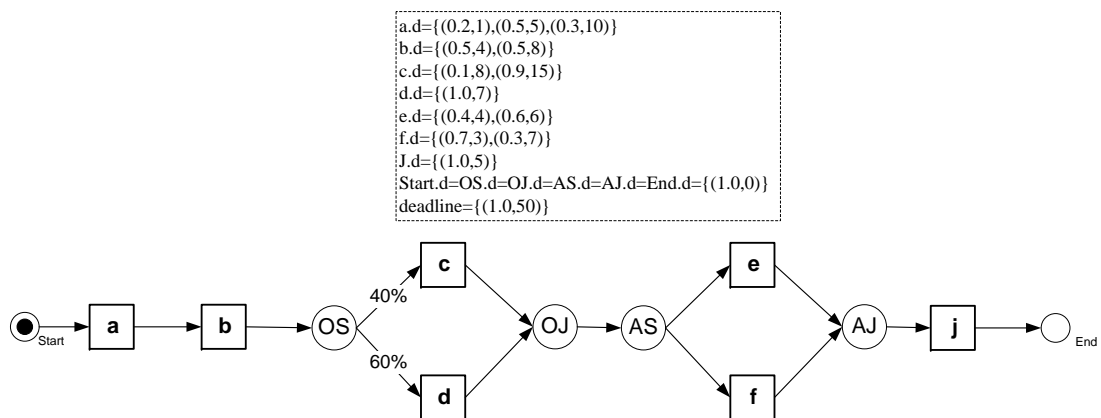 a.d={(0.2,1),(0.5,5),(0.3,10)}
b.d={(0.5,4),(0.5,8)}
c.d={(0.1,8),(0.9,15)}
d.d={(1.0,7)}
e.d={(0.4,4),(0.6,6)}
f.d={(0.7,3),(0.3,7)}
J.d={(1.0,5)}
Start.d=OS.d=OJ.d=AS.d=AJ.d=End.d={(1.0,0)}
deadline={(1.0,50)}
c
e
40%
Start
a
b
OS
OJ
AS
AJ
j
End
60%
d
f